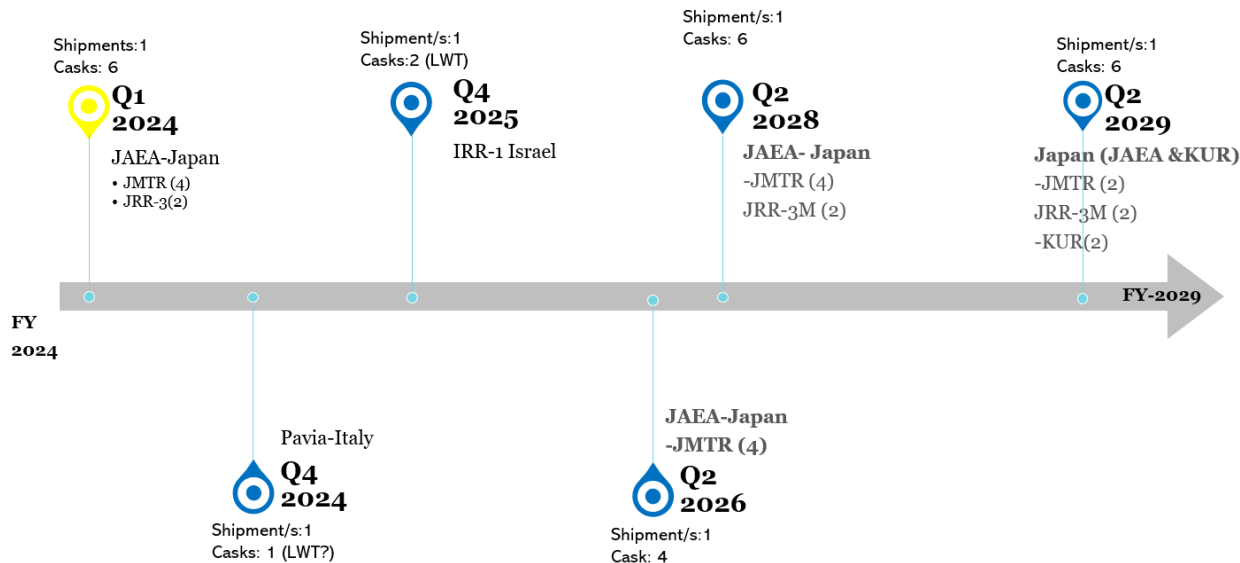 Shipments:1
Casks: 6
Q1
2024
JAEA-Japan
• JMTR (4)
• JRR-3(2)
Shipment/s:1
Casks:2 (LWT)
Q4
2025
IRR-1 Israel
Shipment/s:1
Casks: 6
Q2
2028
JAEA- Japan
-JMTR (4)
JRR-3M (2)
Shipment/s:1
Casks: 6
Q2
2029
Japan (JAEA &KUR)
-JMTR (2)
JRR-3M (2)
-KUR(2)
FY
2024
FY-2029
Pavia-Italy
Q4
2024
Shipment/s:1
Casks: 1 (LWT?)
JAEA-Japan
-JMTR (4)
Q2
2026
Shipment/s:1
Cask: 4